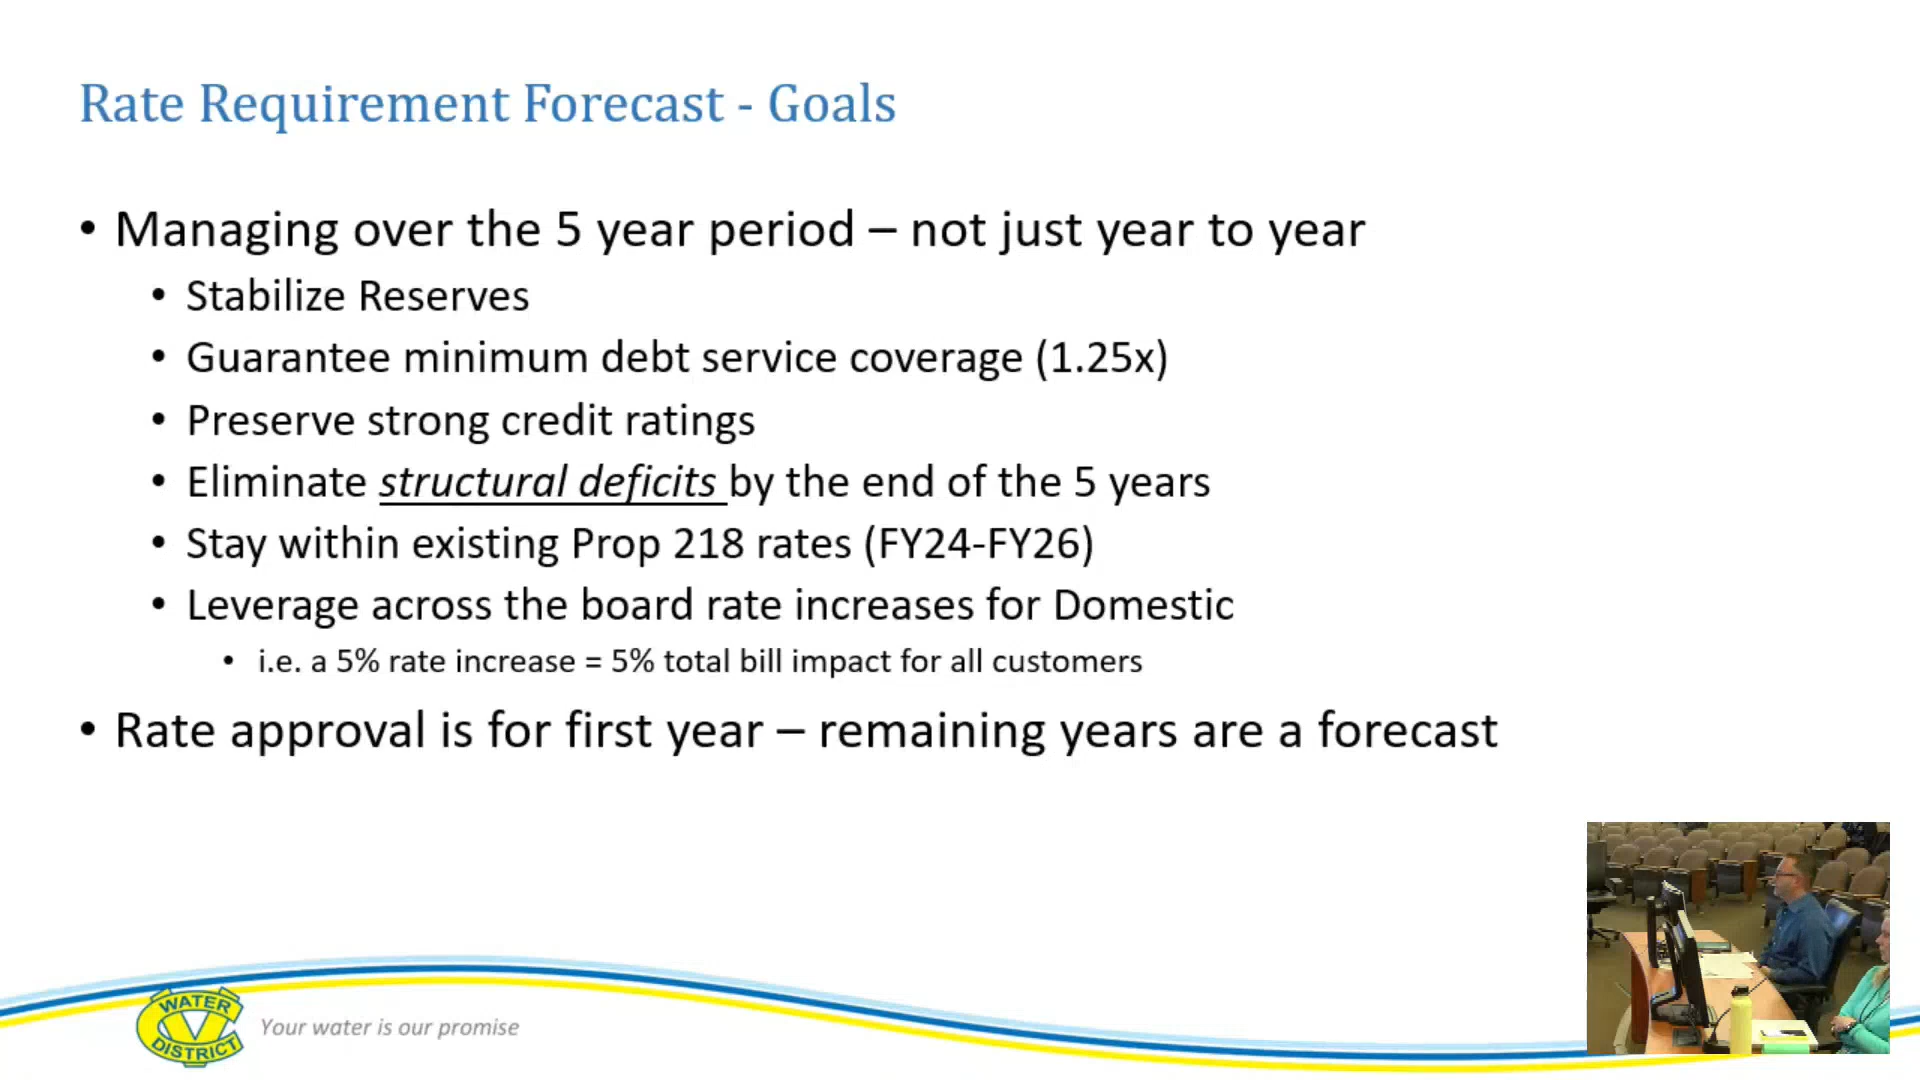 Rate Requirement Forecast - Goals
• Managing over the 5 year period – not just year to year
• Stabilize Reserves
• Guarantee minimum debt service coverage (1.25x)
• Preserve strong credit ratings
• Eliminate structural deficits by the end of the 5 years
• Stay within existing Prop 218 rates (FY24-FY26)
• Leverage across the board rate increases for Domestic
• i.e. a 5% rate increase = 5% total bill impact for all customers
• Rate approval is for first year – remaining years are a forecast
WATER
CV
DISTRICT
Your water is our promise